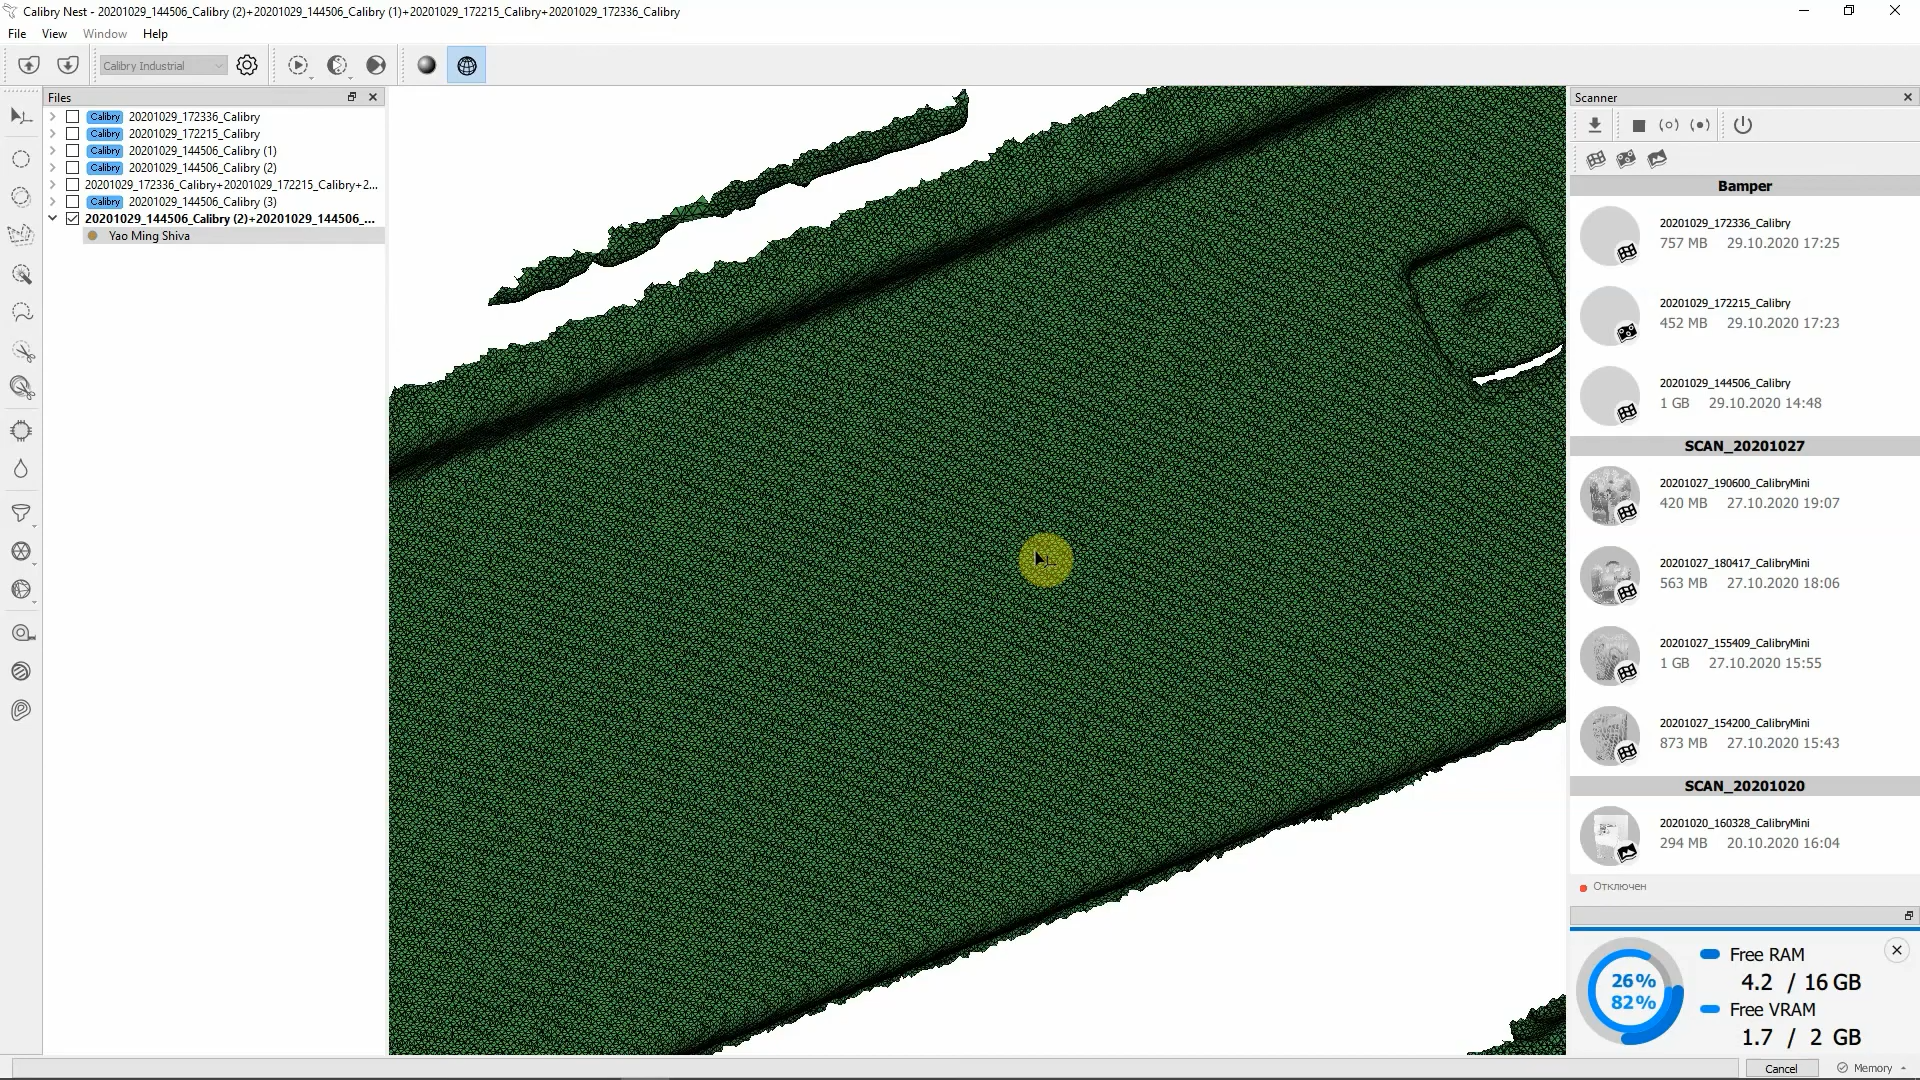 Calibry Nest - 20201029_144506_Calibry (2)+20201029_144506_Calibry (1)+20201029_172215_Calibry+20201029_172336_Calibry
File View Window Help
Calibry Industrial
Files
Calibry 20201029_172336_Calibry
Calibry 20201029_172215_Calibry
Calibry 20201029_144506_Calibry (1)
Calibry 20201029_144506_Calibry (2)
20201029_172336_Calibry+20201029_172215_Calibry+2...
Calibry 20201029_144506_Calibry (3)
20201029_144506_Calibry (2)+20201029_144506_...
Yao Ming Shiva
Scanner
Bamper
20201029_172336_Calibry
757 MB 29.10.2020 17:25
20201029_172215_Calibry
452 MB 29.10.2020 17:23
20201029_144506_Calibry
1 GB 29.10.2020 14:48
SCAN_20201027
20201027_190600_CalibryMini
420 MB 27.10.2020 19:07
20201027_180417_CalibryMini
563 MB 27.10.2020 18:06
20201027_155409_CalibryMini
1 GB 27.10.2020 15:55
20201027_154200_CalibryMini
873 MB 27.10.2020 15:43
SCAN_20201020
20201020_160328_CalibryMini
294 MB 20.10.2020 16:04
Отключен
26%
82%
Free RAM
4.2 / 16 GB
Free VRAM
1.7 / 2 GB
Cancel
Memory